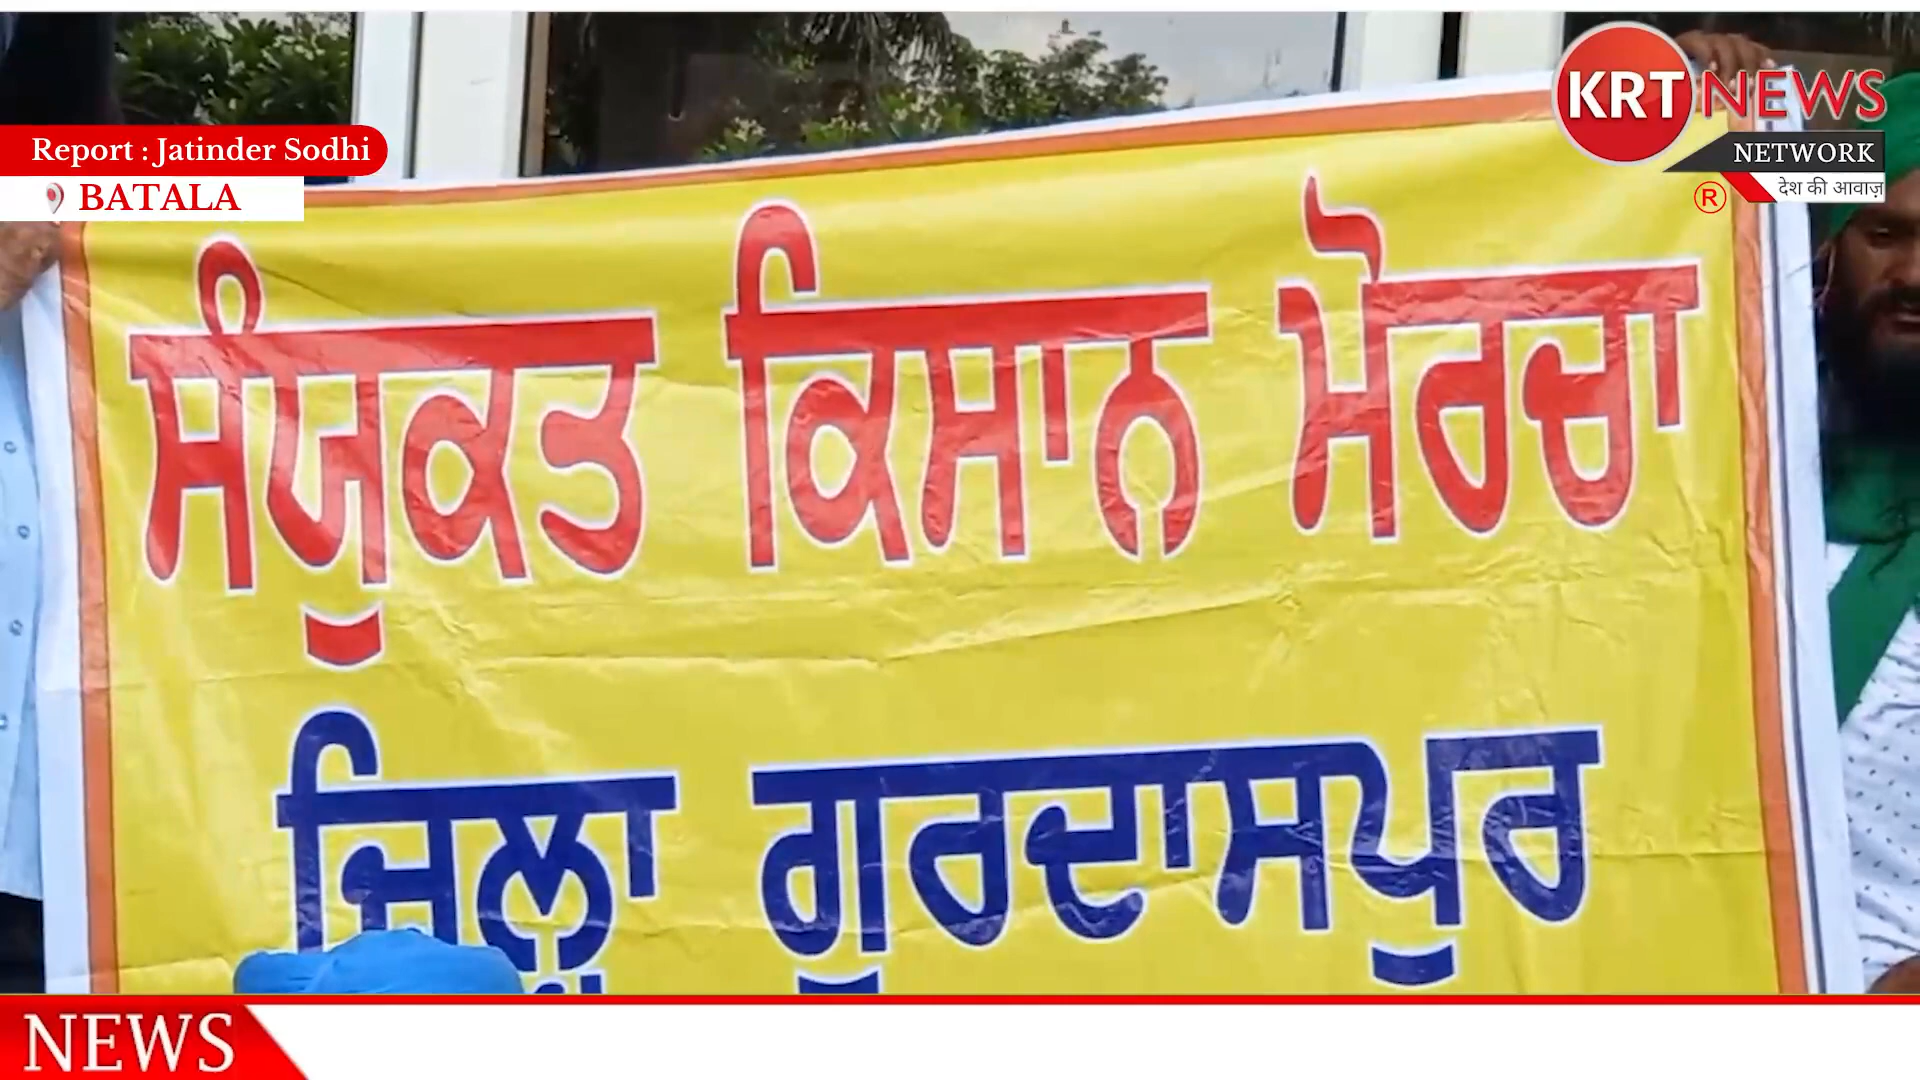 KRT NEWS
NETWORK
देश की आवाज़
®
Report : Jatinder Sodhi
BATALA
ਸੰਯੁਕਤ ਕਿਸਾਨ ਮੋਰਚਾ
ਜਿਲ੍ਹਾ ਗੁਰਦਾਸਪੁਰ
NEWS